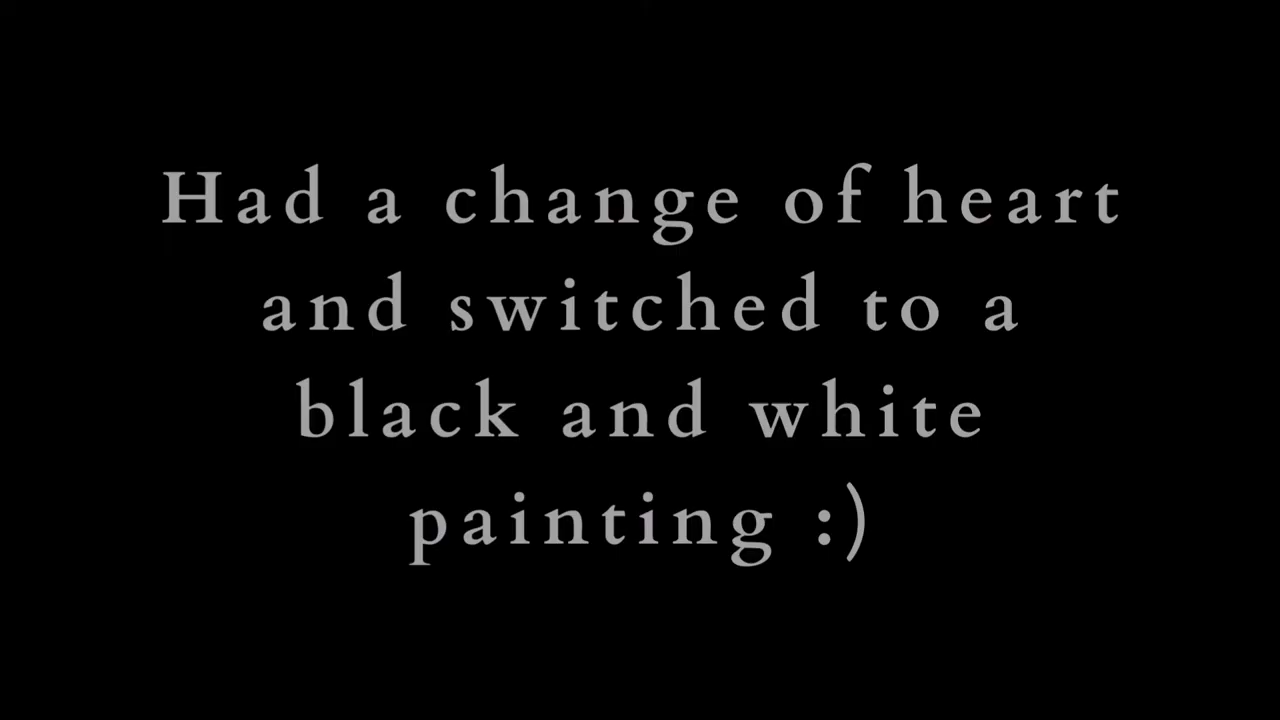 Had a change of heart
and switched to a
black and white
painting :)